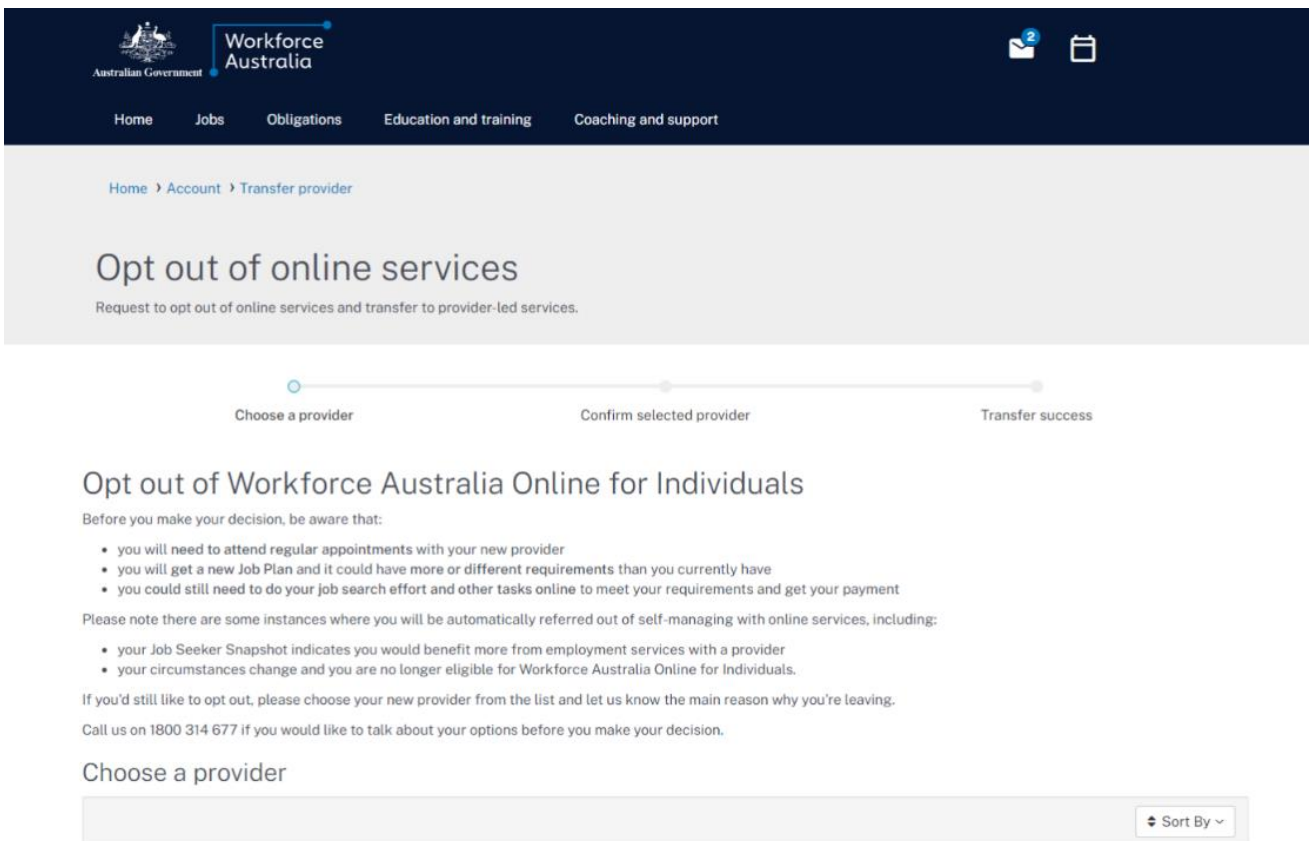 Workforce
Australia
Australian Government
2
Home Jobs Obligations Education and training Coaching and support
Home › Account › Transfer provider
Opt out of online services
Request to opt out of online services and transfer to provider-led services.
Choose a provider Confirm selected provider Transfer success
Opt out of Workforce Australia Online for Individuals
Before you make your decision, be aware that:
• you will need to attend regular appointments with your new provider
• you will get a new Job Plan and it could have more or different requirements than you currently have
• you could still need to do your job search effort and other tasks online to meet your requirements and get your payment
Please note there are some instances where you will be automatically referred out of self-managing with online services, including:
• your Job Seeker Snapshot indicates you would benefit more from employment services with a provider
• your circumstances change and you are no longer eligible for Workforce Australia Online for Individuals.
If you'd still like to opt out, please choose your new provider from the list and let us know the main reason why you're leaving.
Call us on 1800 314 677 if you would like to talk about your options before you make your decision.
Choose a provider
Sort By